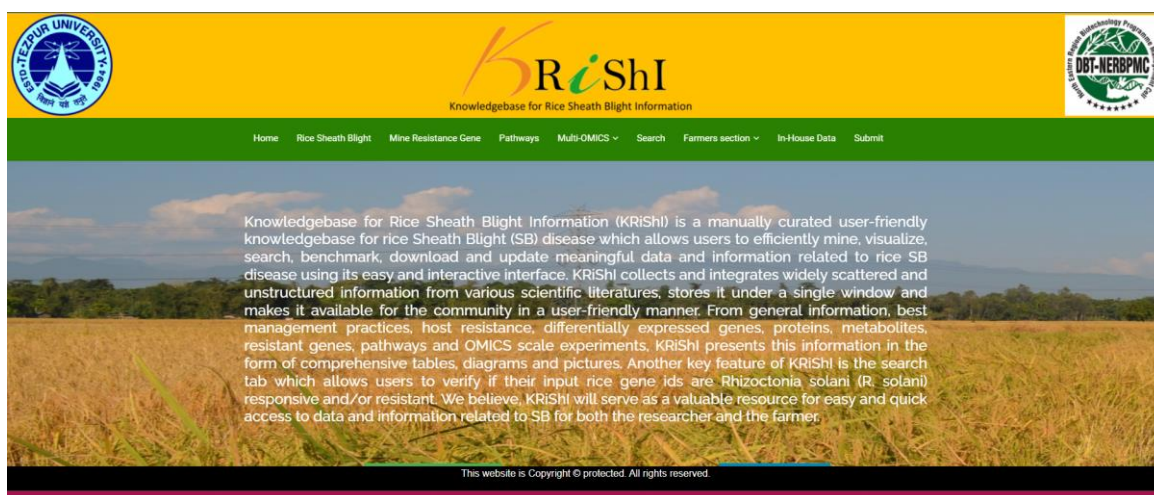 TEZPUR UNIVERSITY
ESTD. 1994
KRiShI
Knowledgebase for Rice Sheath Blight Information
DBT-NERBPMC
Home Rice Sheath Blight Mine Resistance Gene Pathways Multi-OMICS Search Farmers section In-House Data Submit
Knowledgebase for Rice Sheath Blight Information (KRiShI) is a manually curated user-friendly
knowledgebase for rice Sheath Blight (SB) disease which allows users to efficiently mine, visualize,
search, benchmark, download and update meaningful data and information related to rice SB
disease using its easy and interactive interface. KRiShI collects and integrates widely scattered and
unstructured information from various scientific literatures, stores it under a single window and
makes it available for the community in a user-friendly manner. From general information, best
management practices, host resistance, differentially expressed genes, proteins, metabolites,
resistant genes, pathways and OMICS scale experiments, KRiShI presents this information in the
form of comprehensive tables, diagrams and pictures. Another key feature of KRiShI is the search
tab which allows users to verify if their input rice gene ids are Rhizoctonia solani (R. solani)
responsive and/or resistant. We believe, KRiShI will serve as a valuable resource for easy and quick
access to data and information related to SB for both the researcher and the farmer.
This website is Copyright © protected. All rights reserved.